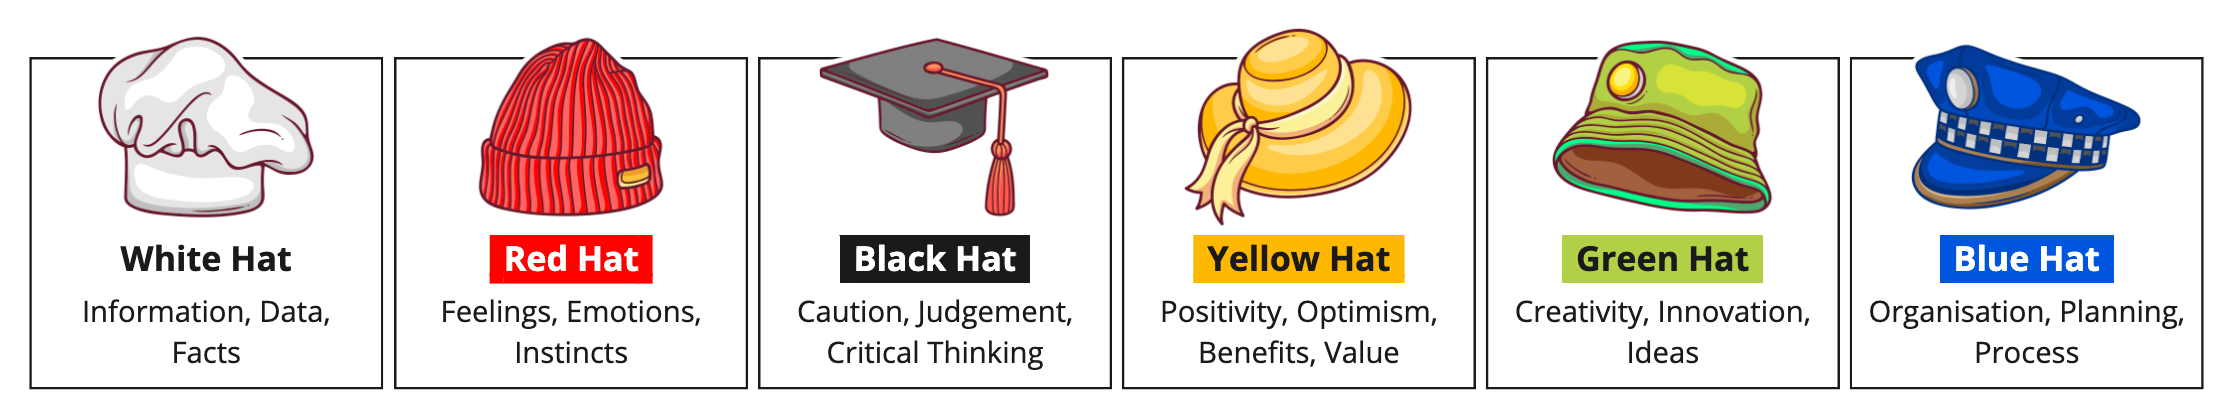 White Hat
Information, Data,
Facts
Red Hat
Feelings, Emotions,
Instincts
Black Hat
Caution, Judgement,
Critical Thinking
Yellow Hat
Positivity, Optimism,
Benefits, Value
Green Hat
Creativity, Innovation,
Ideas
Blue Hat
Organisation, Planning,
Process